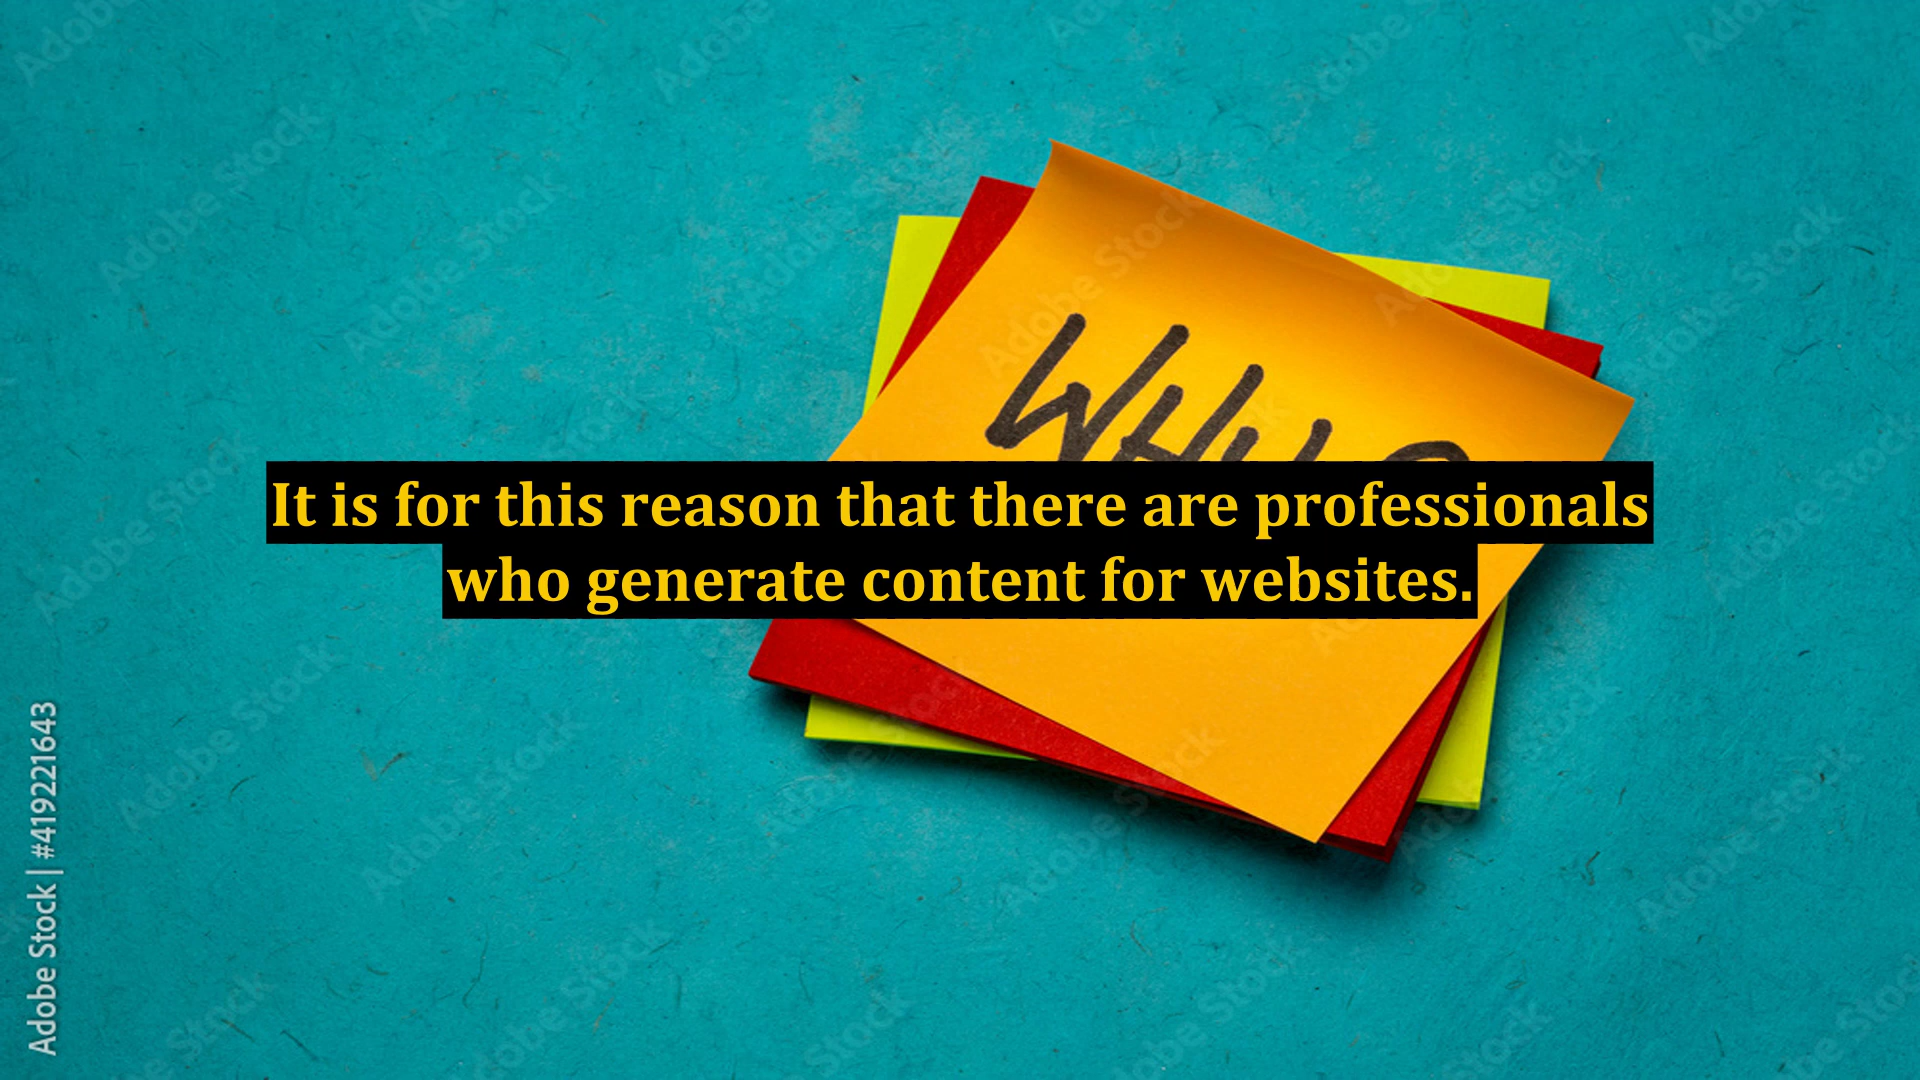 It is for this reason that there are professionals
who generate content for websites.
Adobe Stock | #419221643